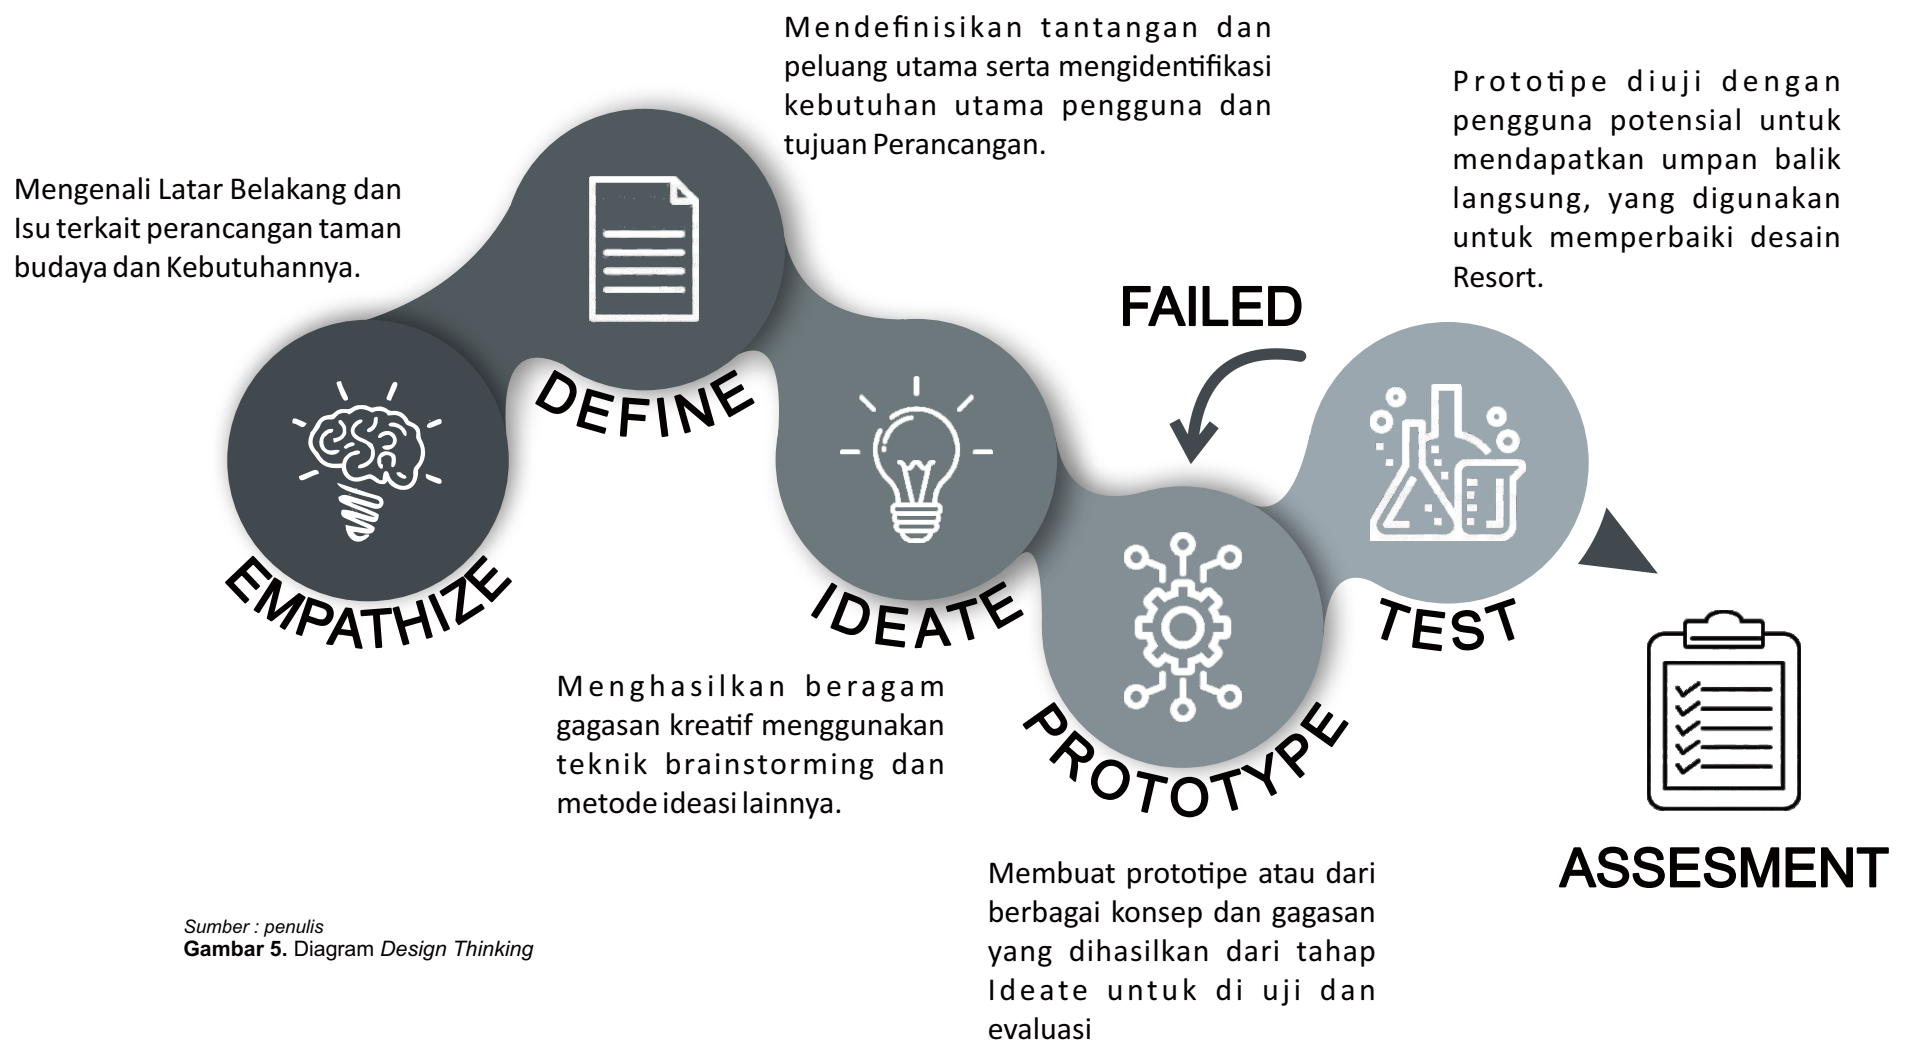 Mengenali Latar Belakang dan
Isu terkait perancangan taman
budaya dan Kebutuhannya.
EMPATHIZE
Mendefinisikan tantangan dan
peluang utama serta mengidentifikasi
kebutuhan utama pengguna dan
tujuan Perancangan.
DEFINE
IDEATE
Menghasilkan beragam
gagasan kreatif menggunakan
teknik brainstorming dan
metode ideasi lainnya.
FAILED
PROTOTYPE
Membuat prototipe atau dari
berbagai konsep dan gagasan
yang dihasilkan dari tahap
Ideate untuk di uji dan
evaluasi
Prototipe diuji dengan
pengguna potensial untuk
mendapatkan umpan balik
langsung, yang digunakan
untuk memperbaiki desain
Resort.
TEST
ASSESMENT
Sumber : penulis
Gambar 5. Diagram Design Thinking